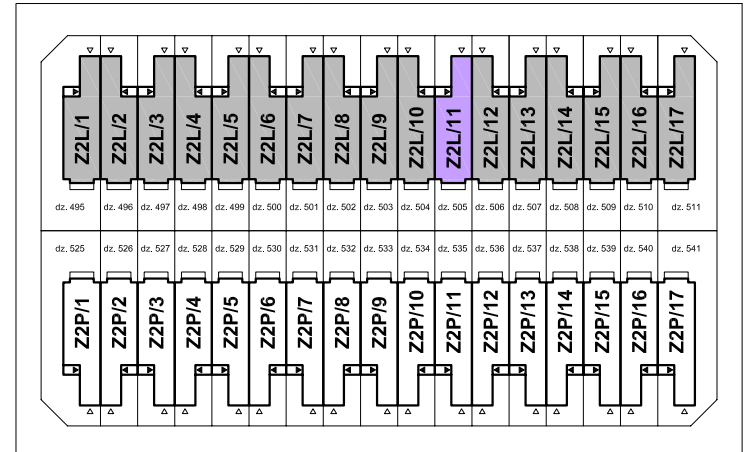 Z2L/1 Z2L/2 Z2L/3 Z2L/4 Z2L/5 Z2L/6 Z2L/7 Z2L/8 Z2L/9 Z2L/10 Z2L/11 Z2L/12 Z2L/13 Z2L/14 Z2L/15 Z2L/16 Z2L/17
dz. 495 dz. 496 dz. 497 dz. 498 dz. 499 dz. 500 dz. 501 dz. 502 dz. 503 dz. 504 dz. 505 dz. 506 dz. 507 dz. 508 dz. 509 dz. 510 dz. 511
dz. 525 dz. 526 dz. 527 dz. 528 dz. 529 dz. 530 dz. 531 dz. 532 dz. 533 dz. 534 dz. 535 dz. 536 dz. 537 dz. 538 dz. 539 dz. 540 dz. 541
Z2P/1 Z2P/2 Z2P/3 Z2P/4 Z2P/5 Z2P/6 Z2P/7 Z2P/8 Z2P/9 Z2P/10 Z2P/11 Z2P/12 Z2P/13 Z2P/14 Z2P/15 Z2P/16 Z2P/17